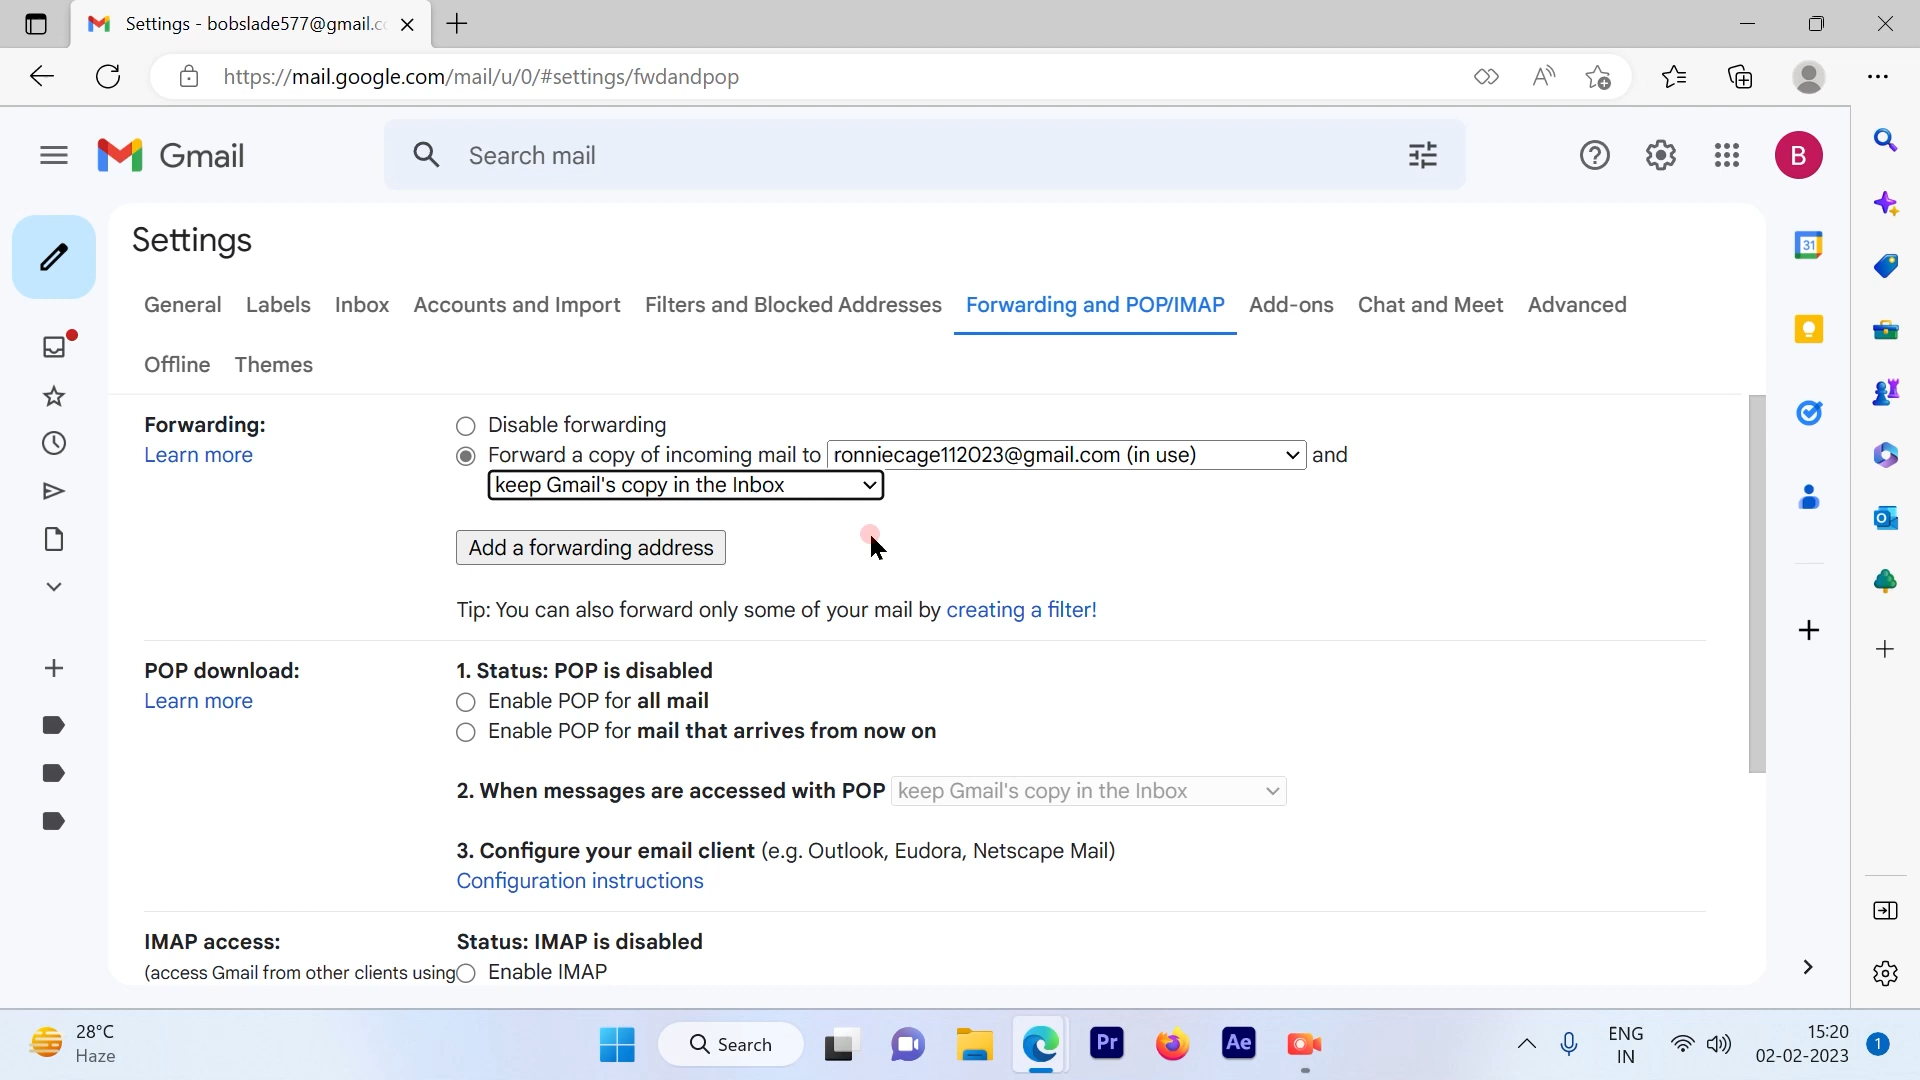 Settings - bobslade577@gmail.c
https://mail.google.com/mail/u/0/#settings/fwdandpop
Gmail
Search mail
B
31
Settings
General Labels Inbox Accounts and Import Filters and Blocked Addresses Forwarding and POP/IMAP Add-ons Chat and Meet Advanced
Offline Themes
Forwarding:
Learn more
Disable forwarding
Forward a copy of incoming mail to ronniecage112023@gmail.com (in use) and
keep Gmail's copy in the Inbox
Add a forwarding address
Tip: You can also forward only some of your mail by creating a filter!
POP download:
Learn more
1. Status: POP is disabled
Enable POP for all mail
Enable POP for mail that arrives from now on
2. When messages are accessed with POP keep Gmail's copy in the Inbox
3. Configure your email client (e.g. Outlook, Eudora, Netscape Mail)
Configuration instructions
IMAP access:
(access Gmail from other clients using
Status: IMAP is disabled
Enable IMAP
28°C
Haze
Search
Pr
Ae
ENG
IN
15:20
02-02-2023
1